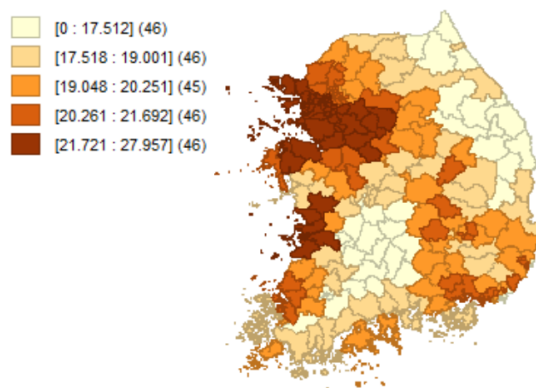 [0 : 17.512] (46)
[17.518 : 19.001] (46)
[19.048 : 20.251] (45)
[20.261 : 21.692] (46)
[21.721 : 27.957] (46)